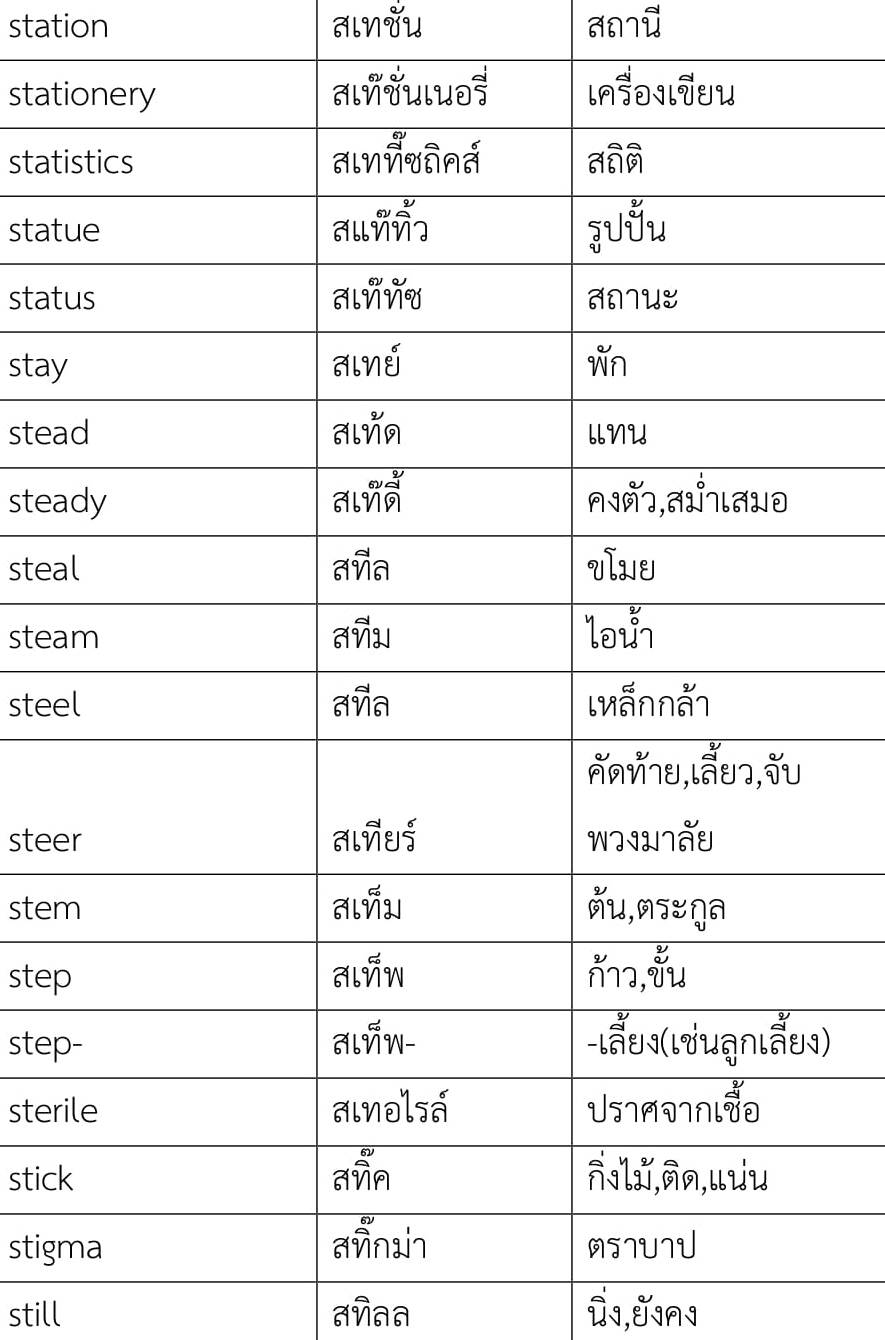 station สเทชั่น สถานี
stationery สเท๊ชั่นเนอรี่ เครื่องเขียน
statistics สเทที๊ซถิคส์ สถิติ
statue สแท๊ทิ้ว รูปปั้น
status สเท๊ทัซ สถานะ
stay สเทย์ พัก
stead สเท้ด แทน
steady สเท๊ดี้ คงตัว,สม่ำเสมอ
steal สทีล ขโมย
steam สทีม ไอน้ำ
steel สทีล เหล็กกล้า
คัดท้าย,เลี้ยว,จับ
steer สเทียร์ พวงมาลัย
stem สเท็ม ต้น,ตระกูล
step สเท็พ ก้าว,ขั้น
step- สเท็พ- -เลี้ยง(เช่นลูกเลี้ยง)
sterile สเทอไรล์ ปราศจากเชื้อ
stick สทิ๊ค กิ่งไม้,ติด,แน่น
stigma สทิ๊กม่า ตราบาป
still สทิลล นิ่ง,ยังคง